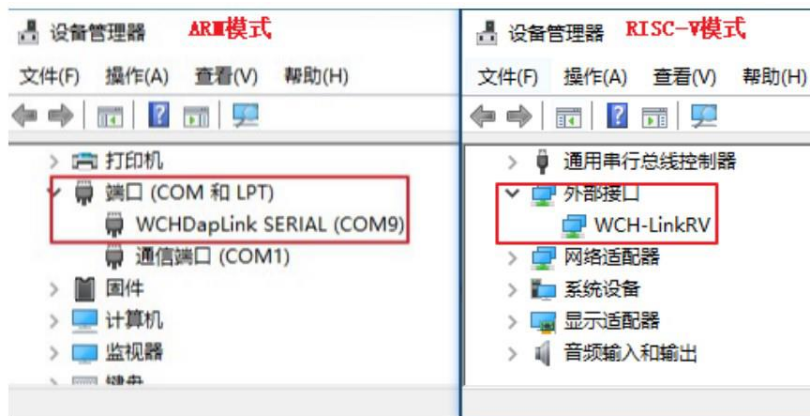 设备管理器 ARM模式
文件(F) 操作(A) 查看(V) 帮助(H)
打印机
端口 (COM 和 LPT)
WCHDapLink SERIAL (COM9)
通信端口 (COM1)
固件
计算机
监视器
键盘
设备管理器 RISC-V模式
文件(F) 操作(A) 查看(V) 帮助(H)
通用串行总线控制器
外部接口
WCH-LinkRV
网络适配器
系统设备
显示适配器
音频输入和输出